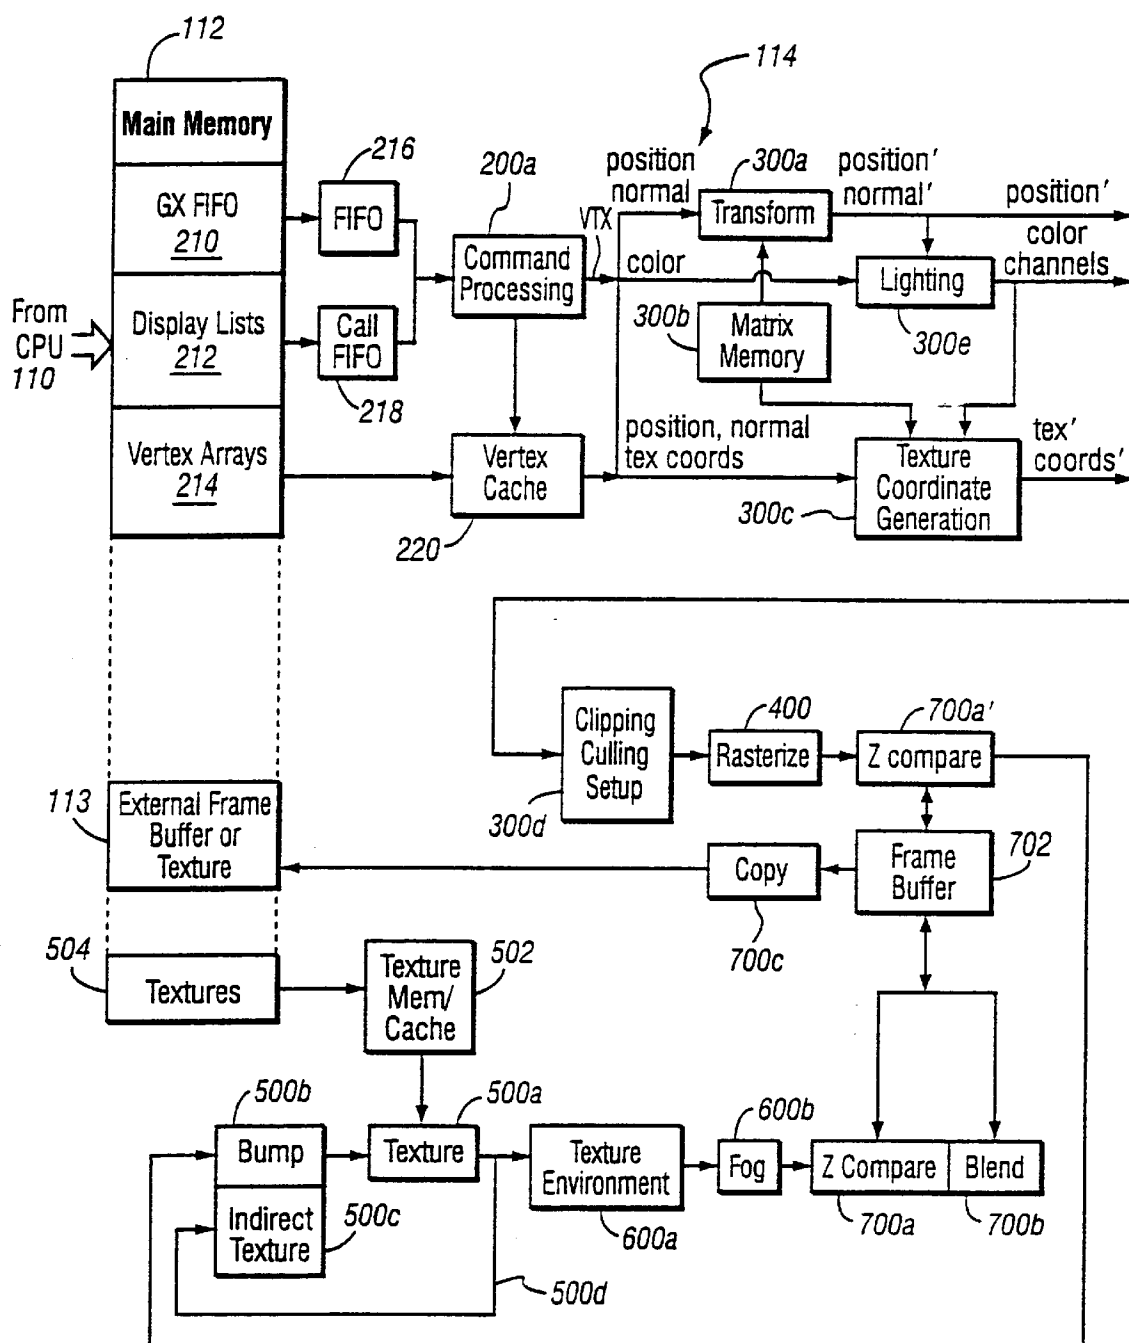 112
114
Main Memory
GX FIFO
210
216
FIFO
200a
Command
Processing
VTX
position
normal
300a
Transform
position'
normal'
position'
color
channels
color
Lighting
300e
From
CPU
110
Display Lists
212
Call
FIFO
218
300b
Matrix
Memory
Vertex Arrays
214
Vertex
Cache
220
position, normal
tex coords
300c
Texture
Coordinate
Generation
tex'
coords'
Clipping
Culling
Setup
300d
400
Rasterize
700a'
Z compare
113
External Frame
Buffer or
Texture
Copy
700c
Frame
Buffer
702
504
Textures
Texture
Mem/
Cache
502
500b
Bump
500a
Texture
Texture
Environment
600a
600b
Fog
Z Compare
700a
Blend
700b
Indirect
Texture
500c
500d